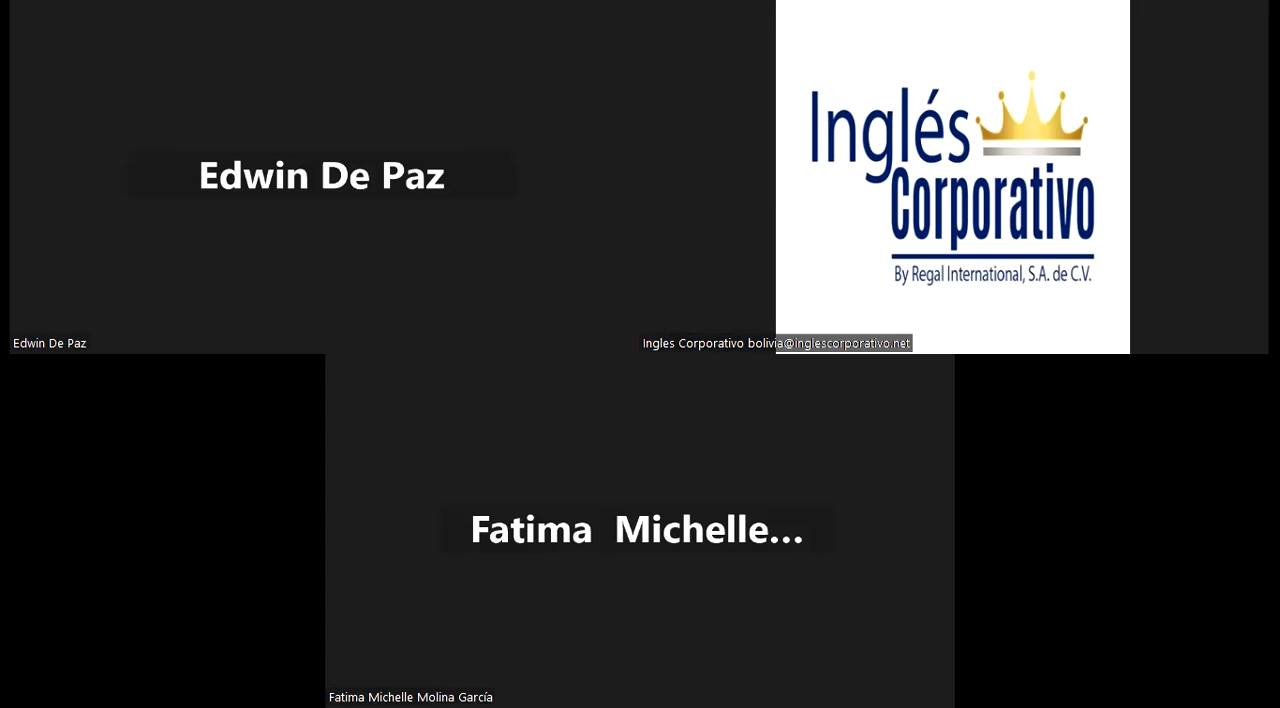 Edwin De Paz
Edwin De Paz
Inglés
Corporativo
By Regal International, S.A. de C.V.
Ingles Corporativo bolivia@inglescorporativo.net
Fatima Michelle...
Fatima Michelle Molina García